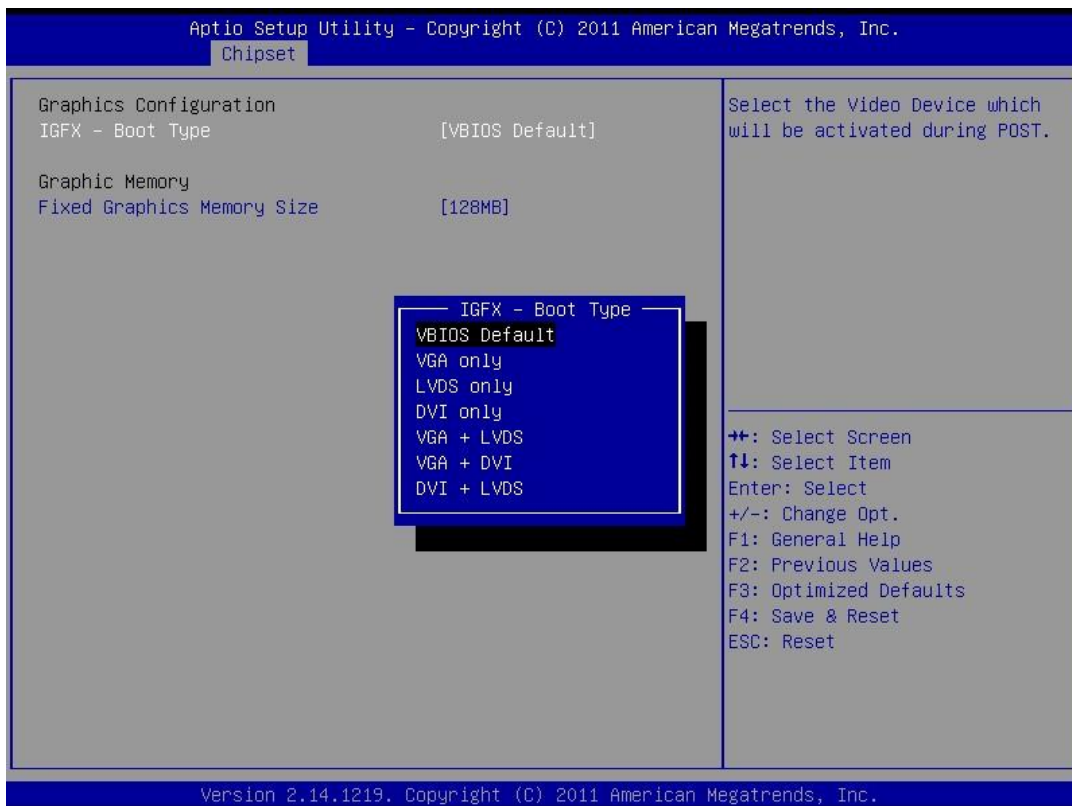 Aptio Setup Utility – Copyright (C) 2011 American Megatrends, Inc.
Chipset
Graphics Configuration
IGFX – Boot Type [VBIOS Default]
Graphic Memory
Fixed Graphics Memory Size [128MB]
IGFX – Boot Type
VBIOS Default
VGA only
LVDS only
DVI only
VGA + LVDS
VGA + DVI
DVI + LVDS
Select the Video Device which
will be activated during POST.
→←: Select Screen
↑↓: Select Item
Enter: Select
+/-: Change Opt.
F1: General Help
F2: Previous Values
F3: Optimized Defaults
F4: Save & Reset
ESC: Reset
Version 2.14.1219. Copyright (C) 2011 American Megatrends, Inc.